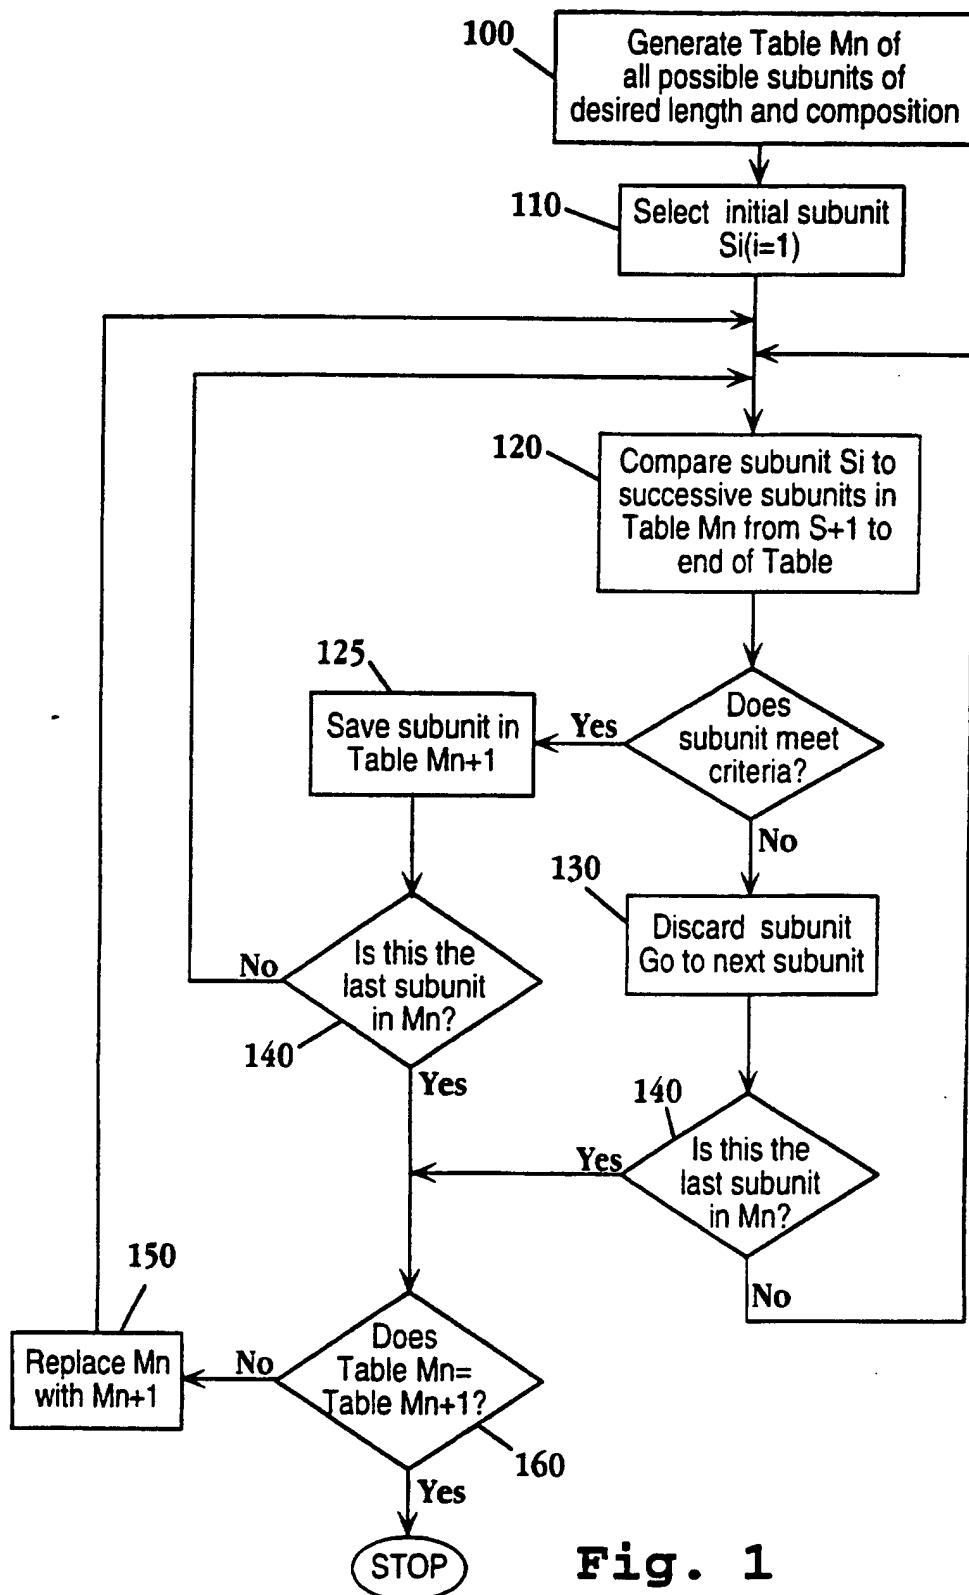 100
Generate Table Mn of
all possible subunits of
desired length and composition
110
Select initial subunit
Si(i=1)
120
Compare subunit Si to
successive subunits in
Table Mn from S+1 to
end of Table
125
Save subunit in
Table Mn+1
Yes
Does
subunit meet
criteria?
No
130
Discard subunit
Go to next subunit
No
Is this the
last subunit
in Mn?
140
Yes
140
Yes
Is this the
last subunit
in Mn?
No
150
Replace Mn
with Mn+1
No
Does
Table Mn=
Table Mn+1?
160
Yes
STOP
Fig. 1